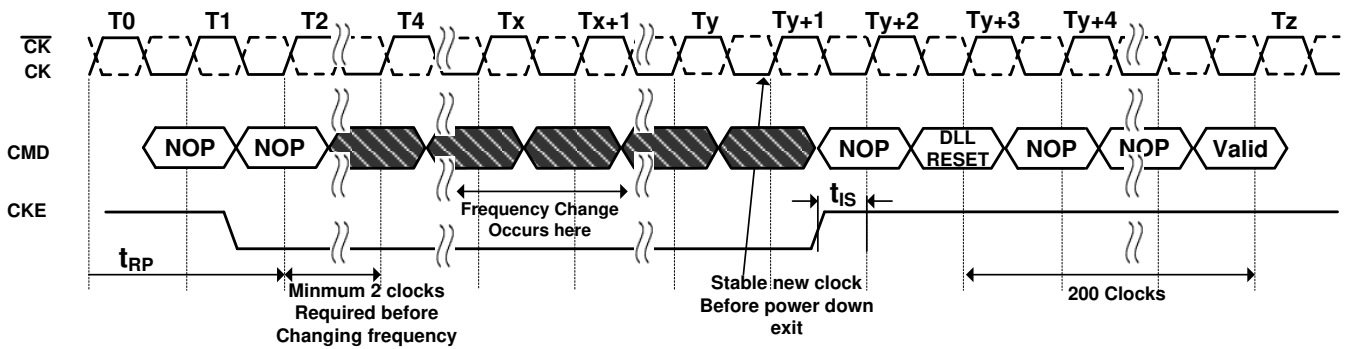 T0 T1 T2 T4 Tx Tx+1 Ty Ty+1 Ty+2 Ty+3 Ty+4 Tz
CK
CK
CMD NOP NOP NOP DLL RESET NOP NOP Valid
CKE
Frequency Change
Occurs here
tIS
tRP
Minmum 2 clocks
Required before
Changing frequency
Stable new clock
Before power down
exit
200 Clocks